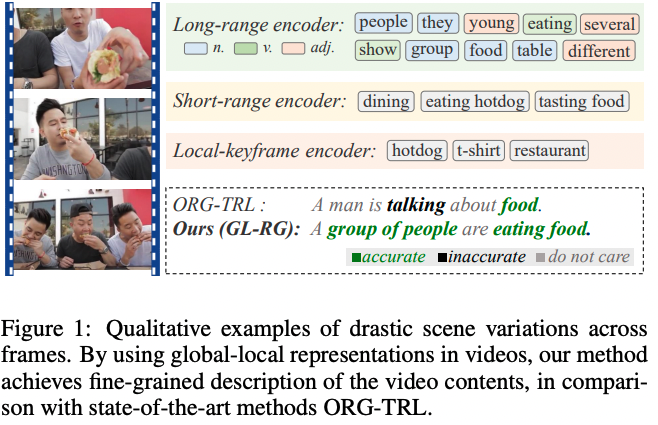 Long-range encoder: people they young eating several
n. v. adj. show group food table different
Short-range encoder: dining eating hotdog tasting food
Local-keyframe encoder: hotdog t-shirt restaurant
ORG-TRL : A man is talking about food.
Ours (GL-RG): A group of people are eating food.
accurate inaccurate do not care
Figure 1: Qualitative examples of drastic scene variations across
frames. By using global-local representations in videos, our method
achieves fine-grained description of the video contents, in compari-
son with state-of-the-art methods ORG-TRL.